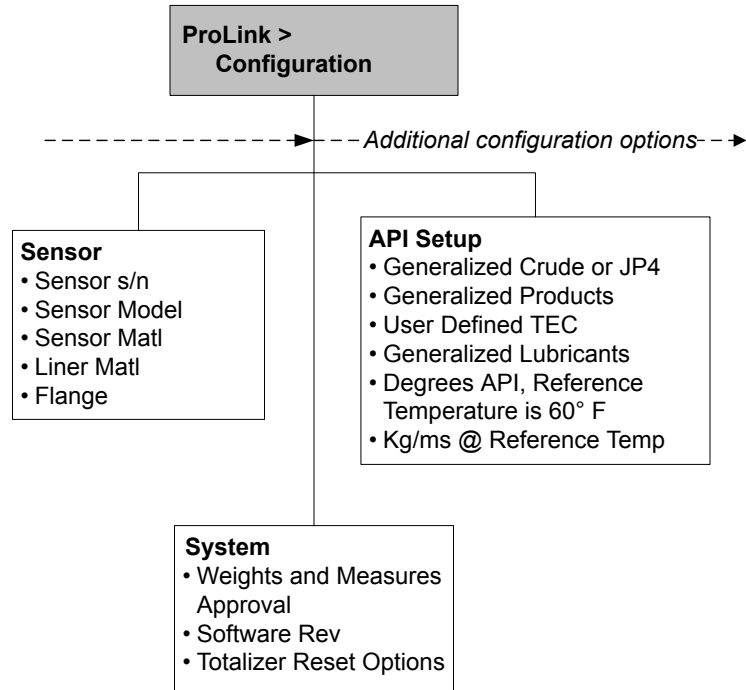 ProLink >
Configuration
Additional configuration options
Sensor
• Sensor s/n
• Sensor Model
• Sensor Matl
• Liner Matl
• Flange
API Setup
• Generalized Crude or JP4
• Generalized Products
• User Defined TEC
• Generalized Lubricants
• Degrees API, Reference
Temperature is 60° F
• Kg/ms @ Reference Temp
System
• Weights and Measures
Approval
• Software Rev
• Totalizer Reset Options